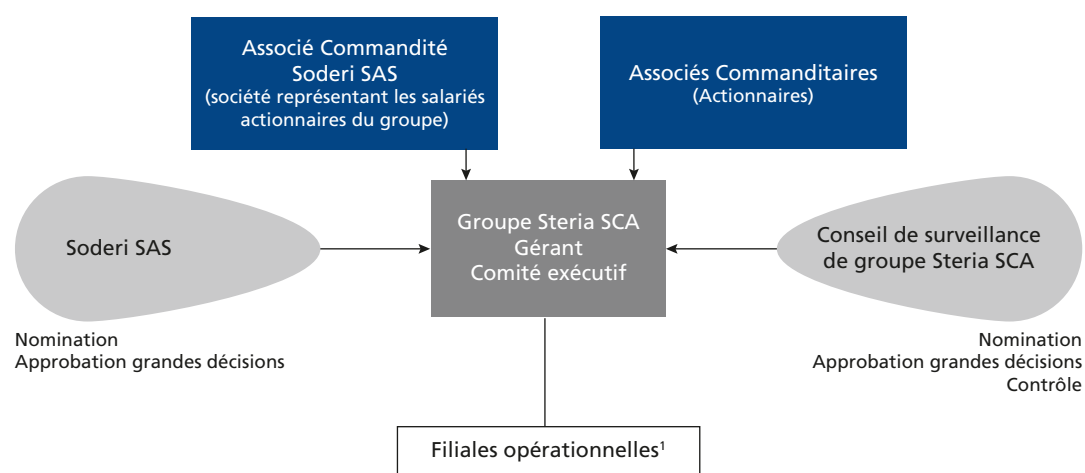 Associé Commandité
Soderi SAS
(société représentant les salariés
actionnaires du groupe)
Associés Commanditaires
(Actionnaires)
Soderi SAS
Groupe Steria SCA
Gérant
Comité exécutif
Conseil de surveillance
de groupe Steria SCA
Nomination
Approbation grandes décisions
Nomination
Approbation grandes décisions
Contrôle
Filiales opérationnelles¹